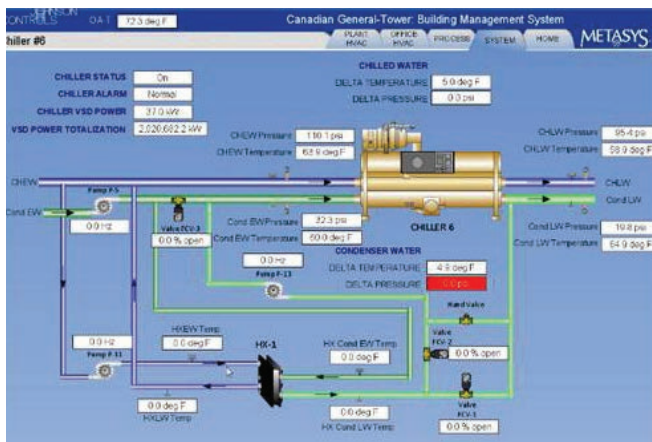 JOHNSON CONTROLS
OAT 72.3 deg F
Canadian General-Tower: Building Management System
Chiller #6
PLANT HVAC
OFFICE HVAC
PROCESS
SYSTEM
HOME
METASYS
CHILLER STATUS On
CHILLER ALARM Normal
CHILLER VSD POWER 37.0 kW
VSD POWER TOTALIZATION 2,020,682.2 kW
CHILLED WATER
DELTA TEMPERATURE 5.0 deg F
DELTA PRESSURE 0.0 psi
CHEW Pressure 110.1 psi
CHEW Temperature 63.9 deg F
CHLW Pressure 95.4 psi
CHLW Temperature 58.9 deg F
CHEW
CHLW
Pump P-5
Cond EW
Cond LW
0.0 Hz
Valve FCV-3
0.0 % open
Cond EW Pressure 32.3 psi
Cond EW Temperature 60.0 deg F
CHILLER 6
Cond LW Pressure 19.8 psi
Cond LW Temperature 64.9 deg F
CONDENSER WATER
DELTA TEMPERATURE 4.9 deg F
DELTA PRESSURE 0.0 psi
0.0 Hz
Pump P-13
Hand Valve
Valve FCV-2
0.0 % open
0.0 Hz
Pump P-11
HXEW Temp
0.0 deg F
HX-1
HX Cond EW Temp
0.0 deg F
0.0 deg F
HXLW Temp
0.0 deg F
HX Cond LW Temp
Valve FCV-1
0.0 % open